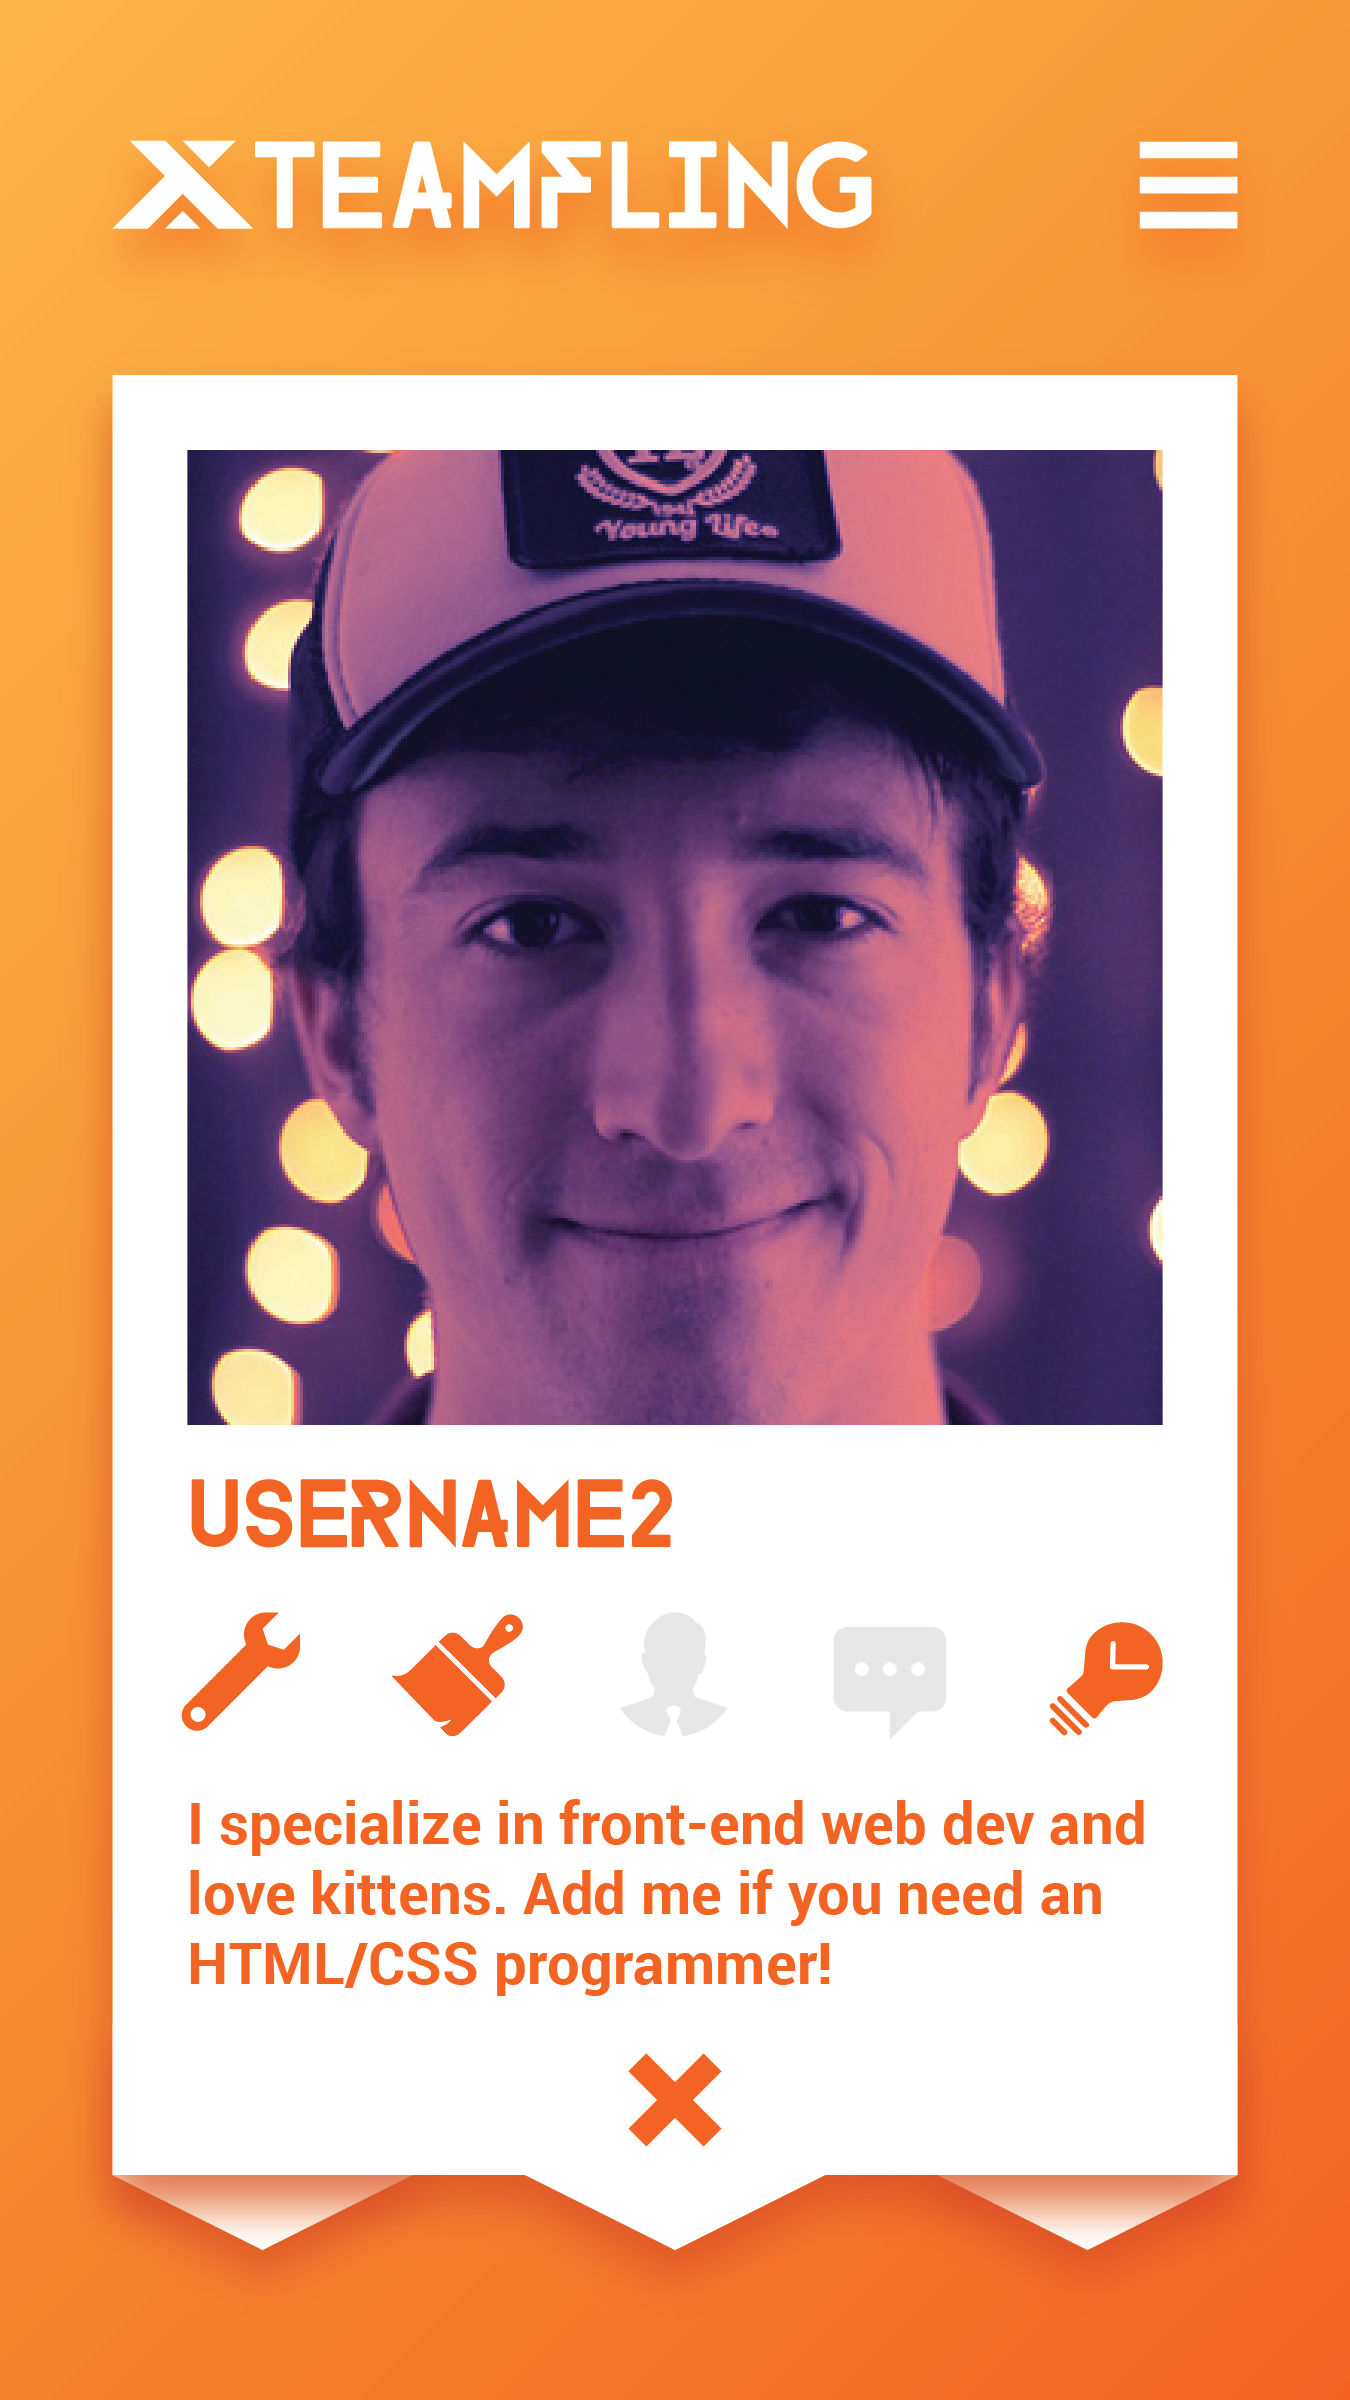 TEAMFLING
Young Life
USERNAME2
I specialize in front-end web dev and
love kittens. Add me if you need an
HTML/CSS programmer!